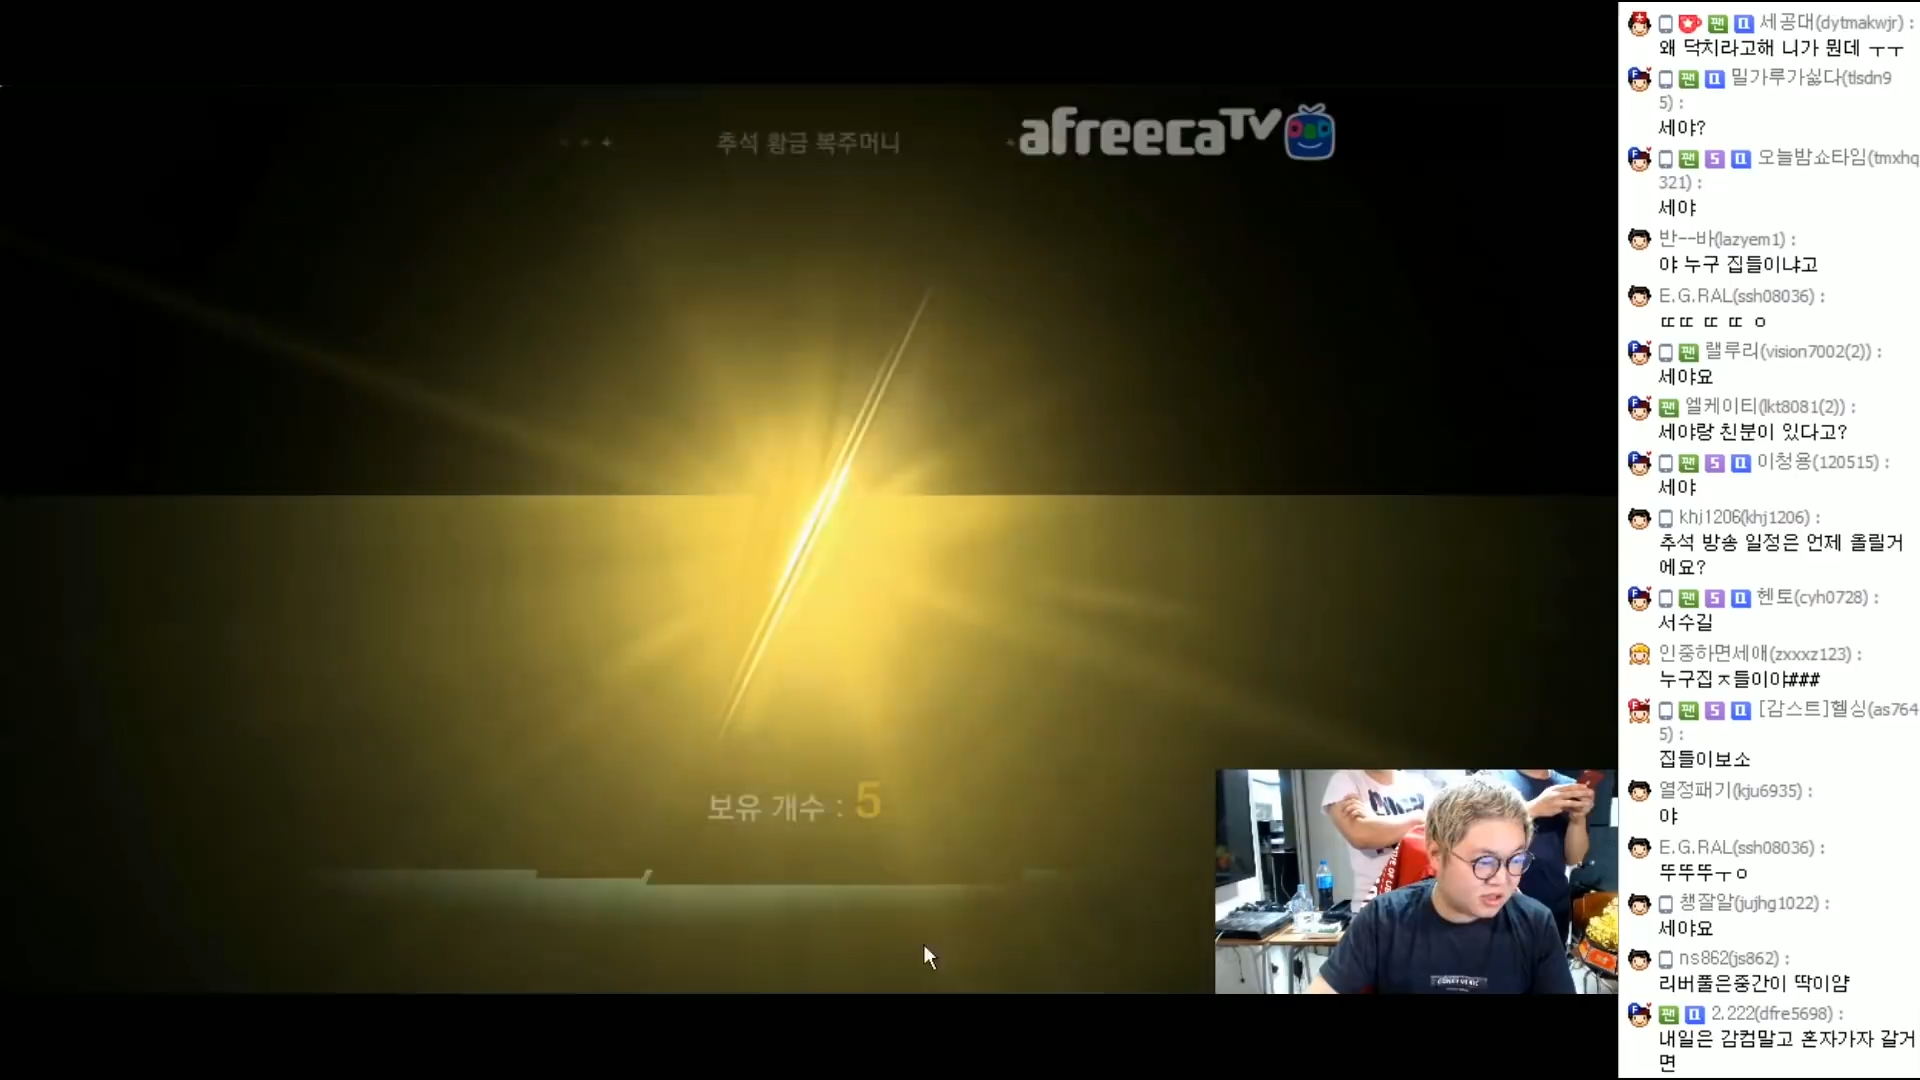 추석 황금 복주머니
afreecaTV
보유 개수 : 5
세공대(dytmakwjr) :
왜 닥치라고해 니가 뭔데 ㅜㅜ
밀가루가싫다(tlsdn9
5) :
세야?
오늘밤쇼타임(tmxhq
321) :
세야
반--바(lazyem1) :
야 누구 집들이냐고
E.G.RAL(ssh08036) :
ㄸㄸ ㄸ ㄸ ㅇ
랠루리(vision7002(2)) :
세야요
엘케이티(lkt8081(2)) :
세야랑 친분이 있다고?
이청용(120515) :
세야
khj1206(khj1206) :
추석 방송 일정은 언제 올릴거
에요?
헨토(cyh0728) :
서수길
인중하면세애(zxxxz123) :
누구집ㅈ들이야###
[감스트]헬싱(as764
5) :
집들이보소
열정패기(kju6935) :
야
E.G.RAL(ssh08036) :
뚜뚜뚜ㅜㅇ
챙잘알(jujhg1022) :
세야요
ns862(js862) :
리버풀은중간이 딱이얌
2.222(dfre5698) :
내일은 감컴말고 혼자가자 갈거
면